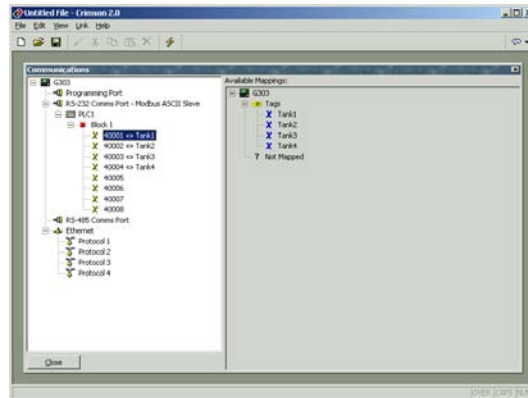 Untitled File - Crimson 2.0
File Edit View Link Help
Communications
G303
Programming Port
RS-232 Comms Port - Modbus ASCII Slave
PLC1
Block 1
40001 <> Tank1
40002 <> Tank2
40003 <> Tank3
40004 <> Tank4
40005
40006
40007
40008
RS-485 Comms Port
Ethernet
Protocol 1
Protocol 2
Protocol 3
Protocol 4
Close
Available Mappings:
G303
Tags
Tank1
Tank2
Tank3
Tank4
Not Mapped
OVER CAPS NUM